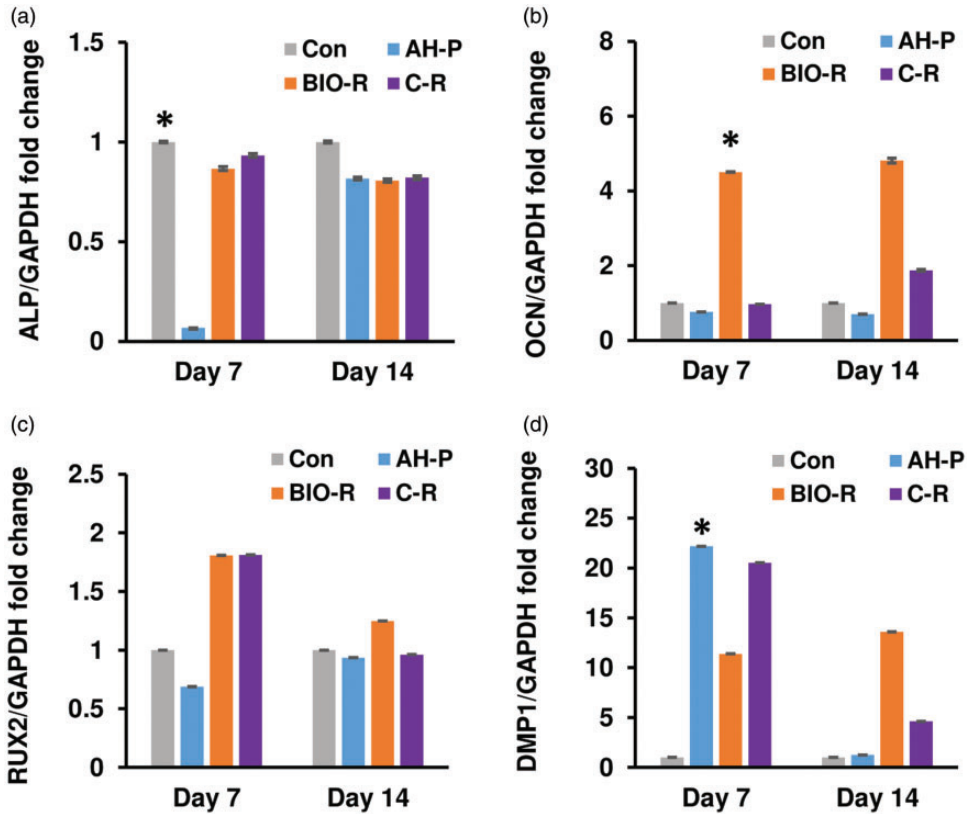 (a)
ALP/GAPDH fold change
1.5
1
0.5
0
Con
AH-P
BIO-R
C-R
*
Day 7
Day 14
(b)
OCN/GAPDH fold change
8
6
4
2
0
Con
AH-P
BIO-R
C-R
*
Day 7
Day 14
(c)
RUX2/GAPDH fold change
2.5
2
1.5
1
0.5
0
Con
AH-P
BIO-R
C-R
Day 7
Day 14
(d)
DMP1/GAPDH fold change
30
25
20
15
10
5
0
Con
AH-P
BIO-R
C-R
*
Day 7
Day 14